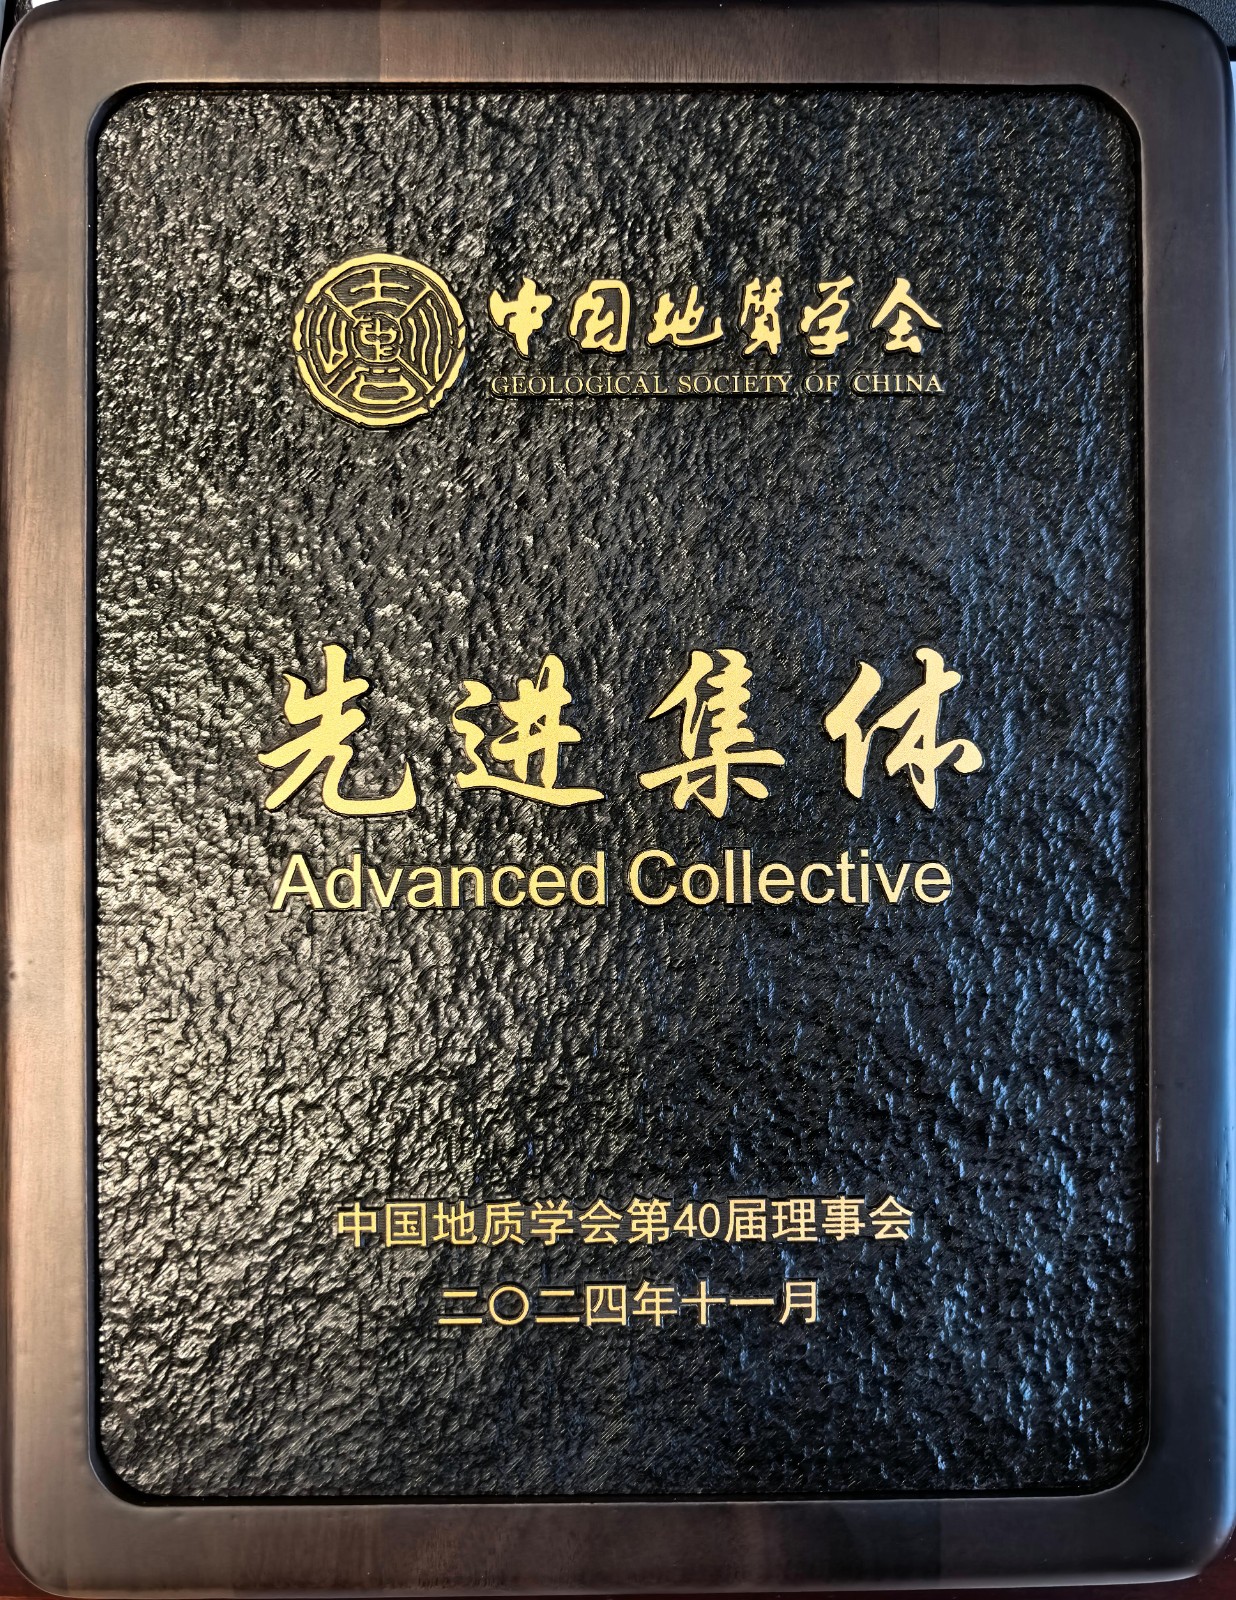 中国地質学会
GEOLOGICAL SOCIETY OF CHINA
先进集体
Advanced Collective
中国地质学会第40届理事会
二〇二四年十一月